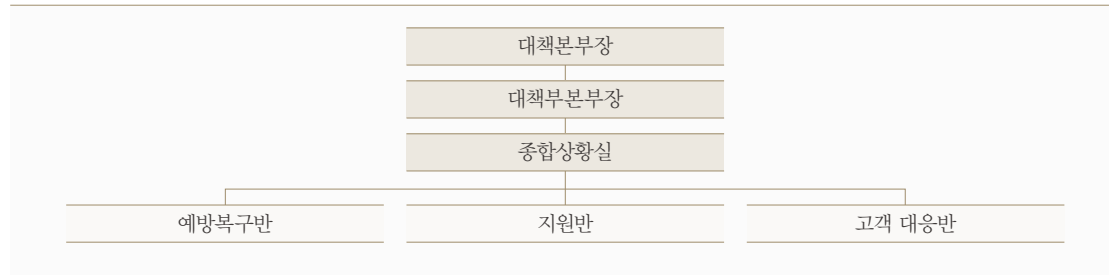 대책본부장
대책부본부장
종합상황실
예방복구반
지원반
고객 대응반